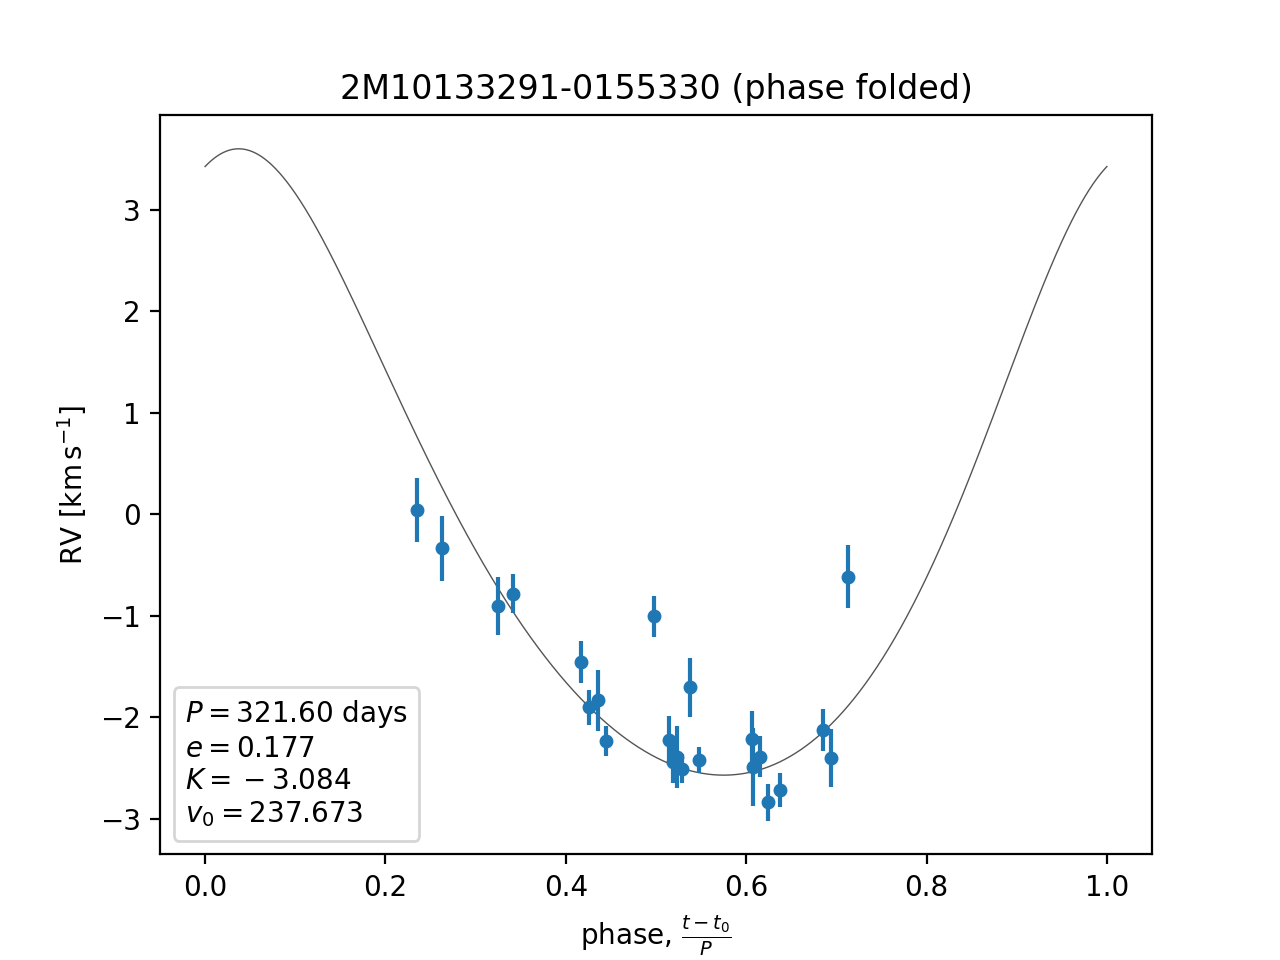 2M10133291-0155330 (phase folded)
RV [km s⁻¹]
3
2
1
0
−1
−2
−3
P = 321.60 days
e = 0.177
K = −3.084
v₀ = 237.673
0.0 0.2 0.4 0.6 0.8 1.0
phase, (t − t₀)/P